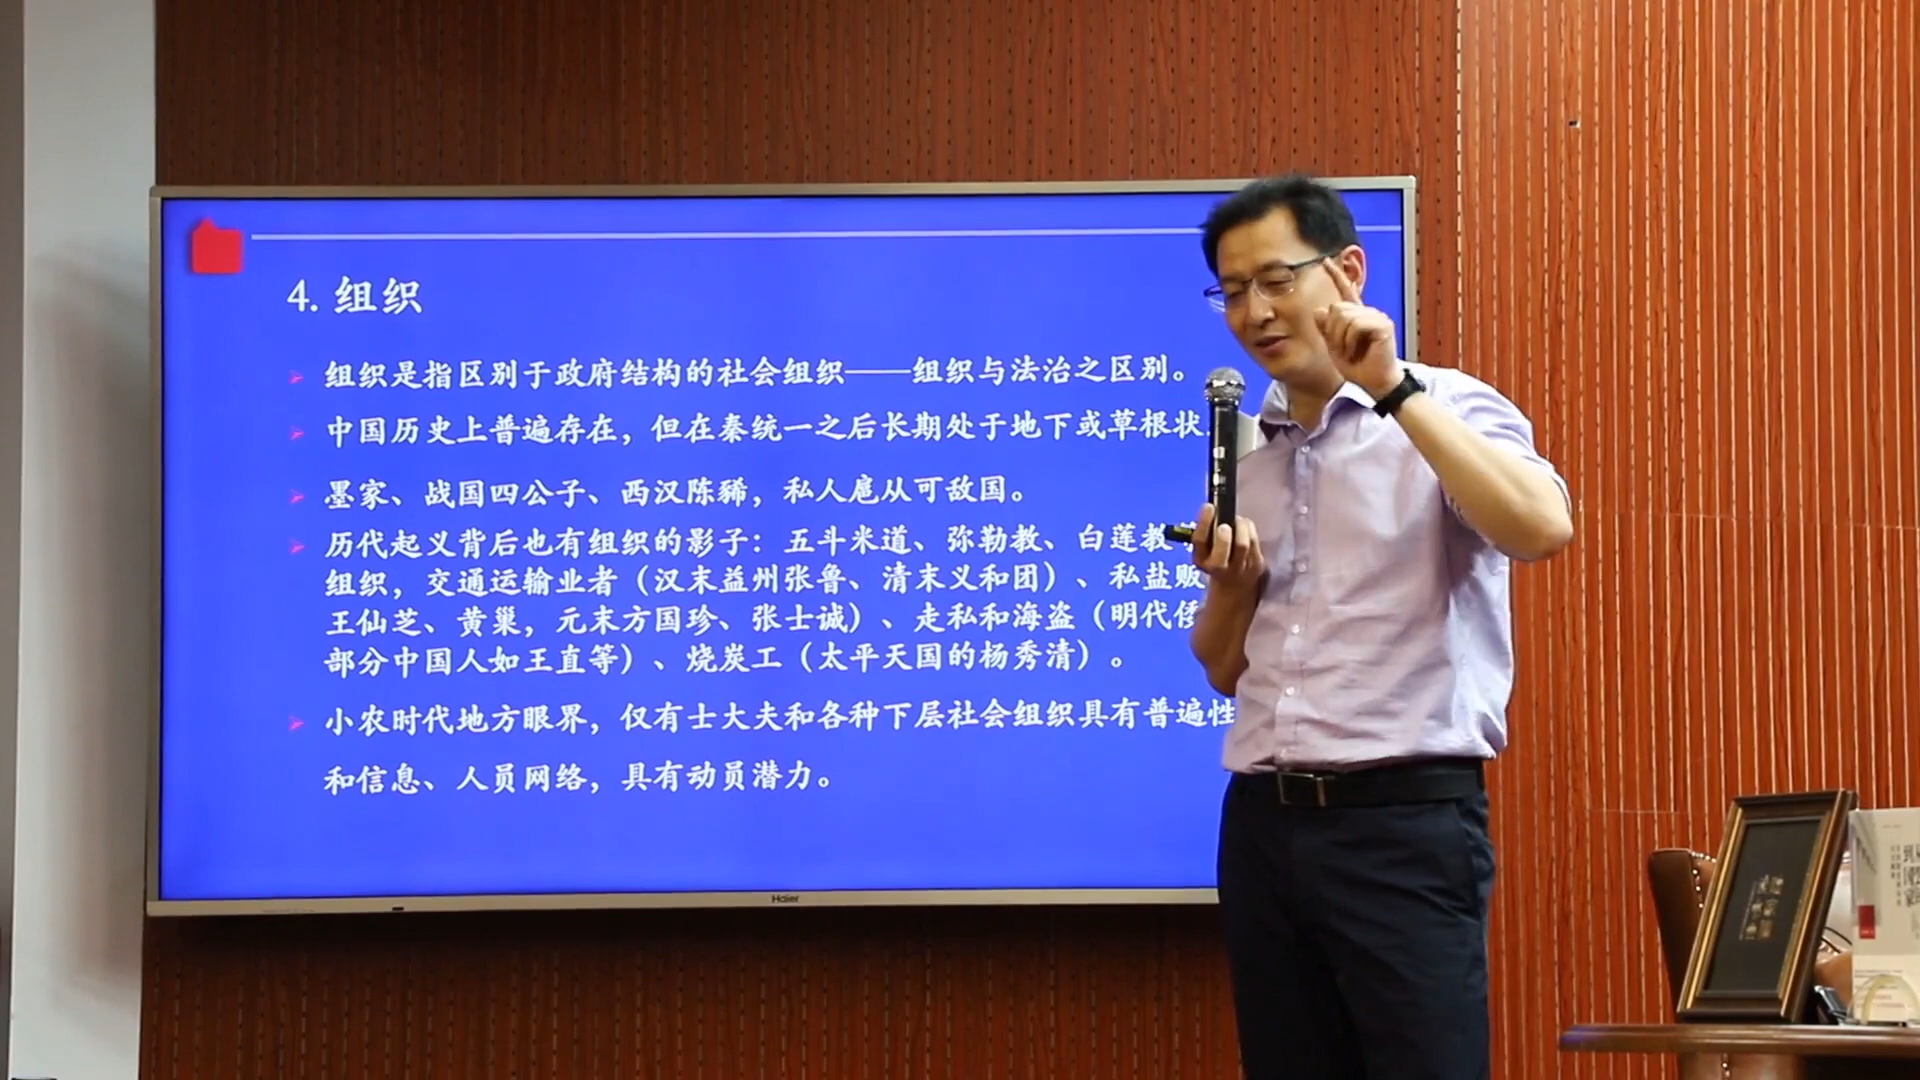 4. 组织
组织是指区别于政府结构的社会组织——组织与法治之区别。
中国历史上普遍存在，但在秦统一之后长期处于地下或草根状
墨家、战国四公子、西汉陈豨，私人扈从可敌国。
历代起义背后也有组织的影子：五斗米道、弥勒教、白莲教
组织，交通运输业者（汉末益州张鲁、清末义和团）、私盐贩
王仙芝、黄巢，元末方国珍、张士诚）、走私和海盗（明代倭
部分中国人如王直等）、烧炭工（太平天国的杨秀清）。
小农时代地方眼界，仅有士大夫和各种下层社会组织具有普遍性
和信息、人员网络，具有动员潜力。
Haier